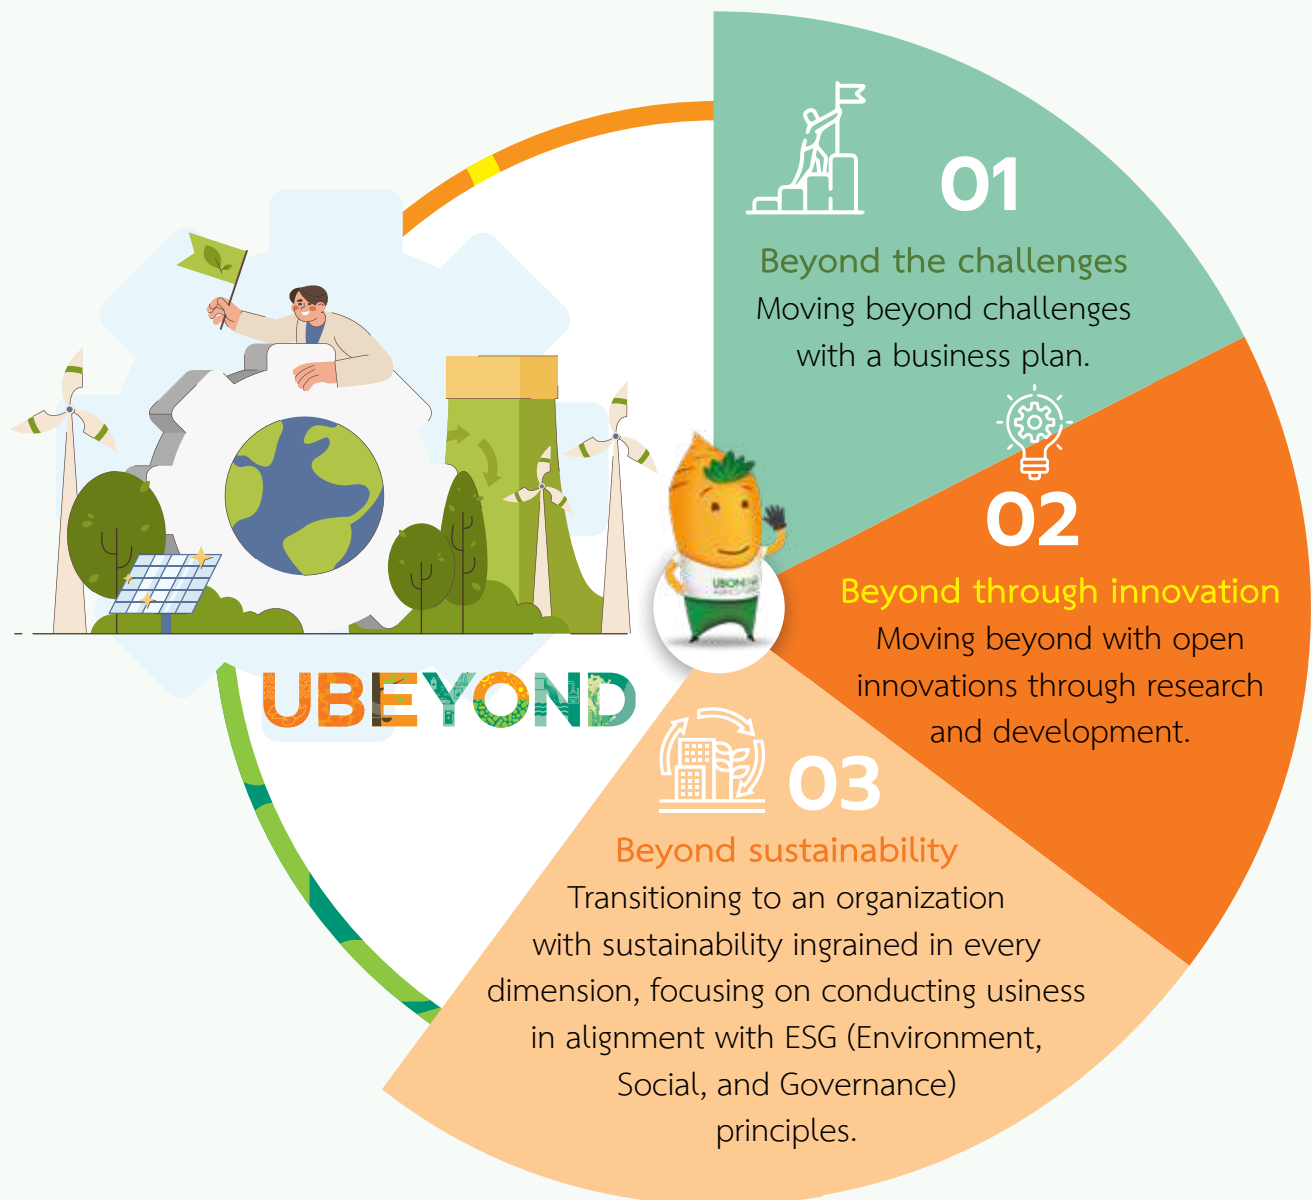 01
Beyond the challenges
Moving beyond challenges
with a business plan.
02
Beyond through innovation
Moving beyond with open
innovations through research
and development.
UBEYOND
03
Beyond sustainability
Transitioning to an organization
with sustainability ingrained in every
dimension, focusing on conducting usiness
in alignment with ESG (Environment,
Social, and Governance)
principles.